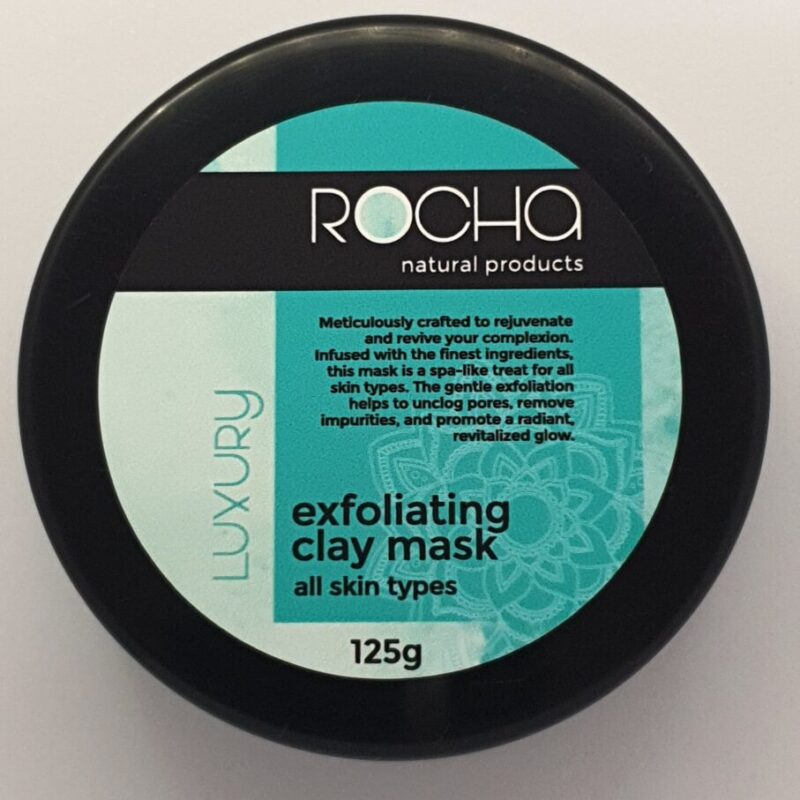 ROCHA
natural products
Meticulously crafted to rejuvenate
and revive your complexion.
Infused with the finest ingredients,
this mask is a spa-like treat for all
skin types. The gentle exfoliation
helps to unclog pores, remove
impurities, and promote a radiant,
revitalized glow.
LUXURY
exfoliating
clay mask
all skin types
125g